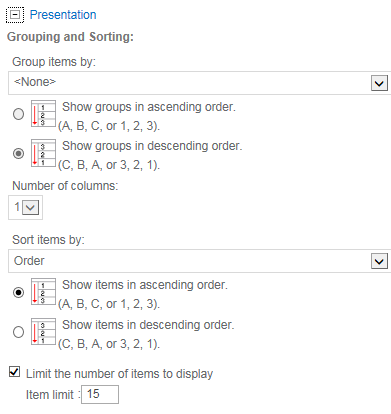 Presentation
Grouping and Sorting:
Group items by:
<None>
Show groups in ascending order.
(A, B, C, or 1, 2, 3).
Show groups in descending order.
(C, B, A, or 3, 2, 1).
Number of columns:
1
Sort items by:
Order
Show items in ascending order.
(A, B, C, or 1, 2, 3).
Show items in descending order.
(C, B, A, or 3, 2, 1).
Limit the number of items to display
Item limit : 15